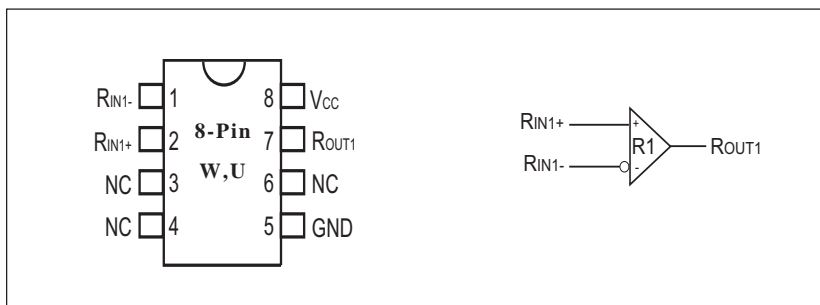 RIN1- 1 8 VCC
RIN1+ 2 8-Pin 7 ROUT1
NC 3 W,U 6 NC
NC 4 5 GND
RIN1+ + R1 ROUT1
RIN1- -